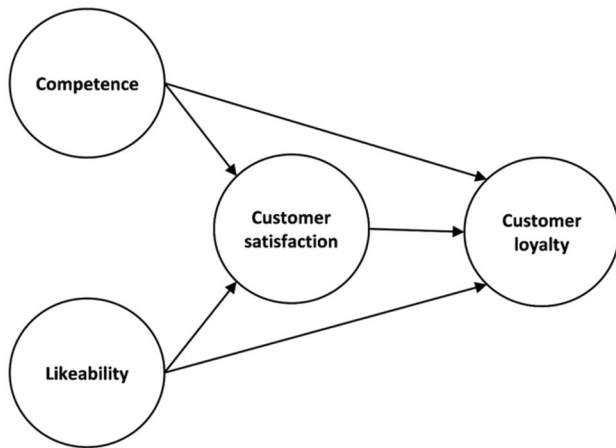 Competence
Customer
satisfaction
Customer
loyalty
Likeability